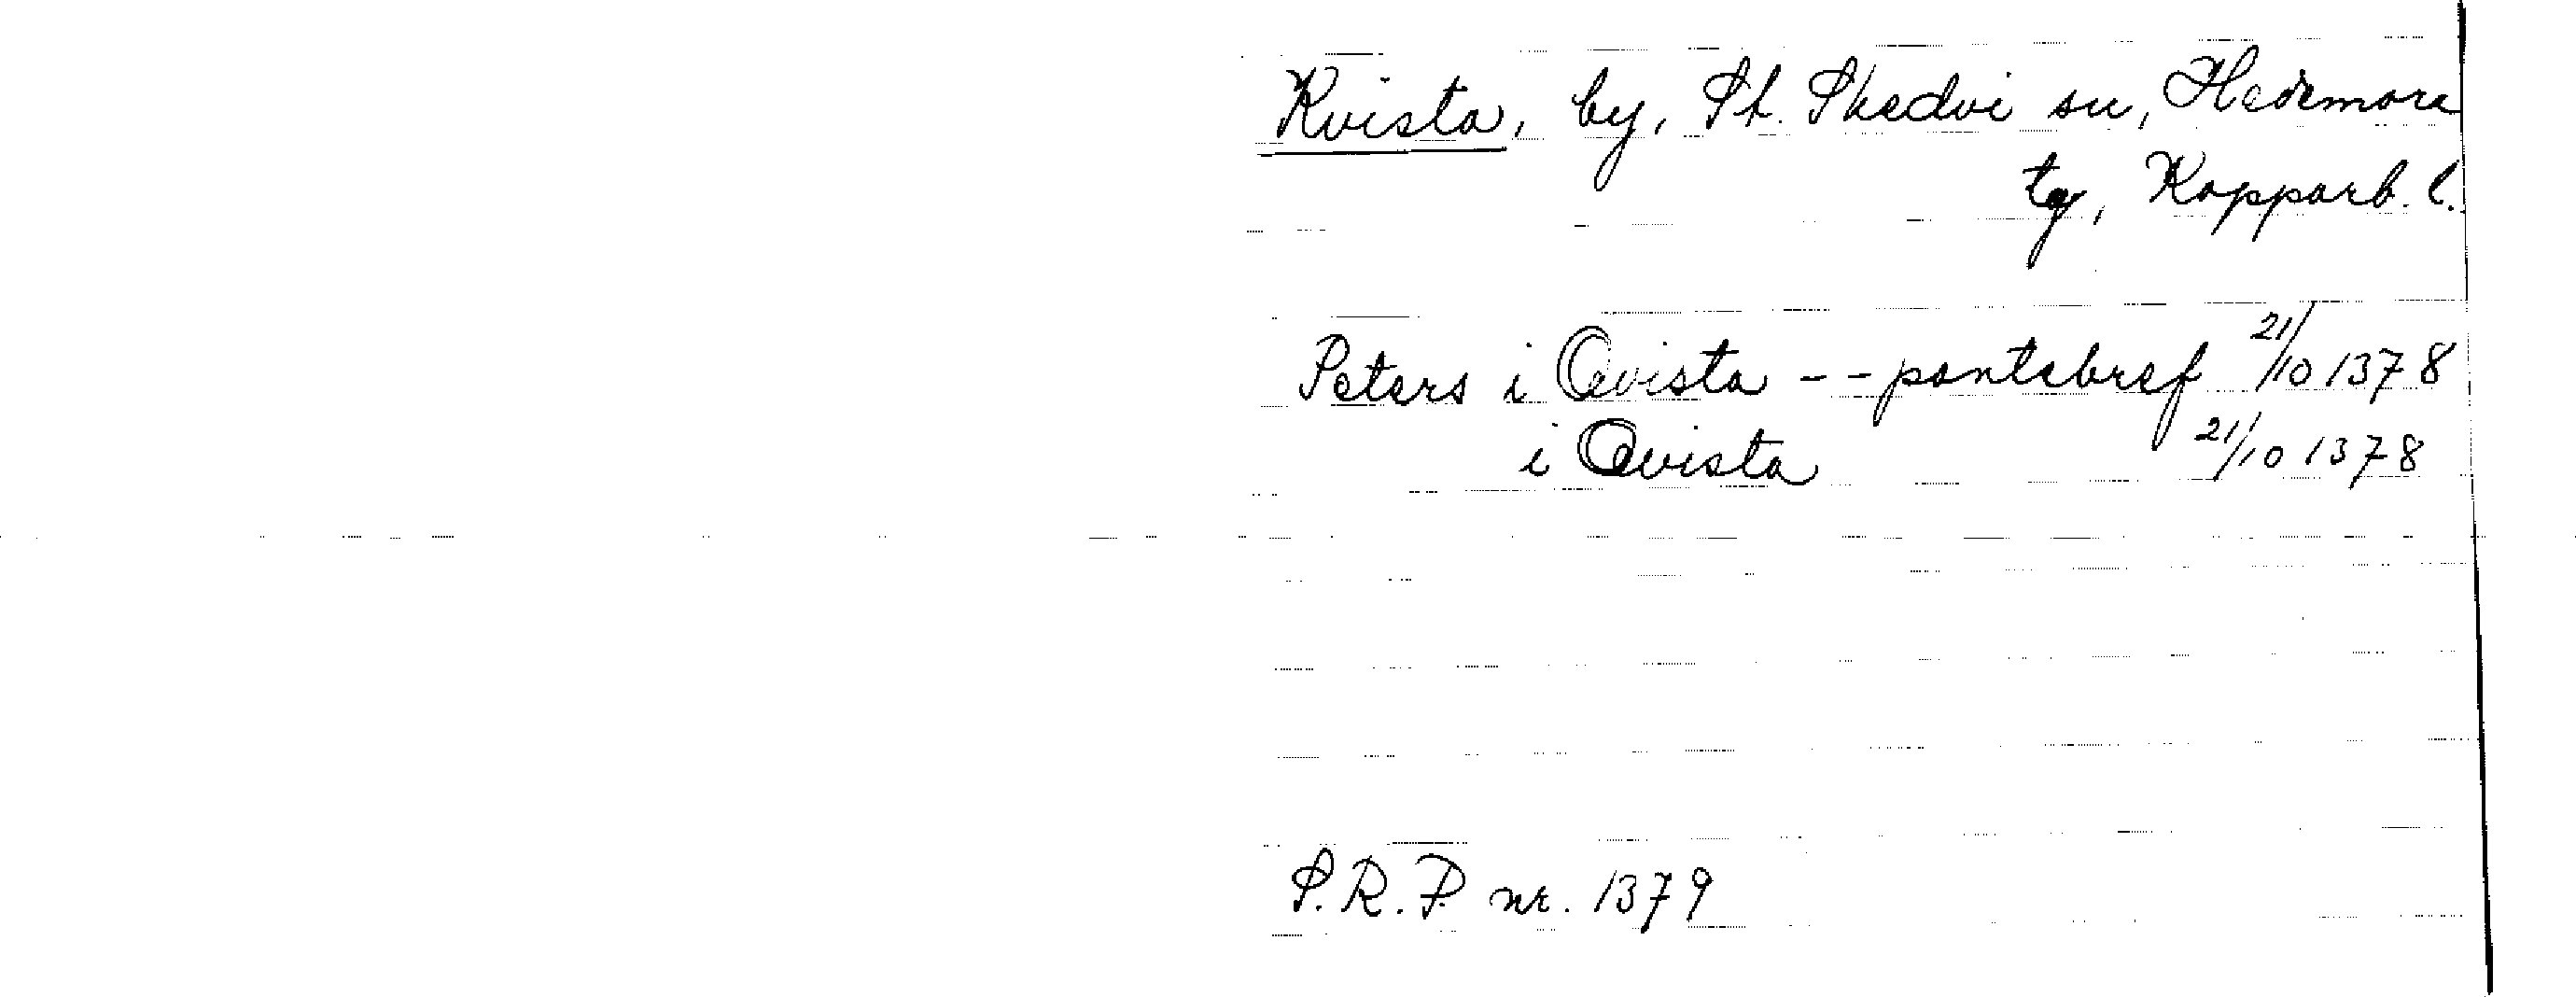 Kvista, by, St. Skedvi sn, Hedemora
tg, Kopparb. l.
Peters i Qvista -- pantebref 21/10 1378
i Qvista 21/10 1378
S.R.P nr. 1379